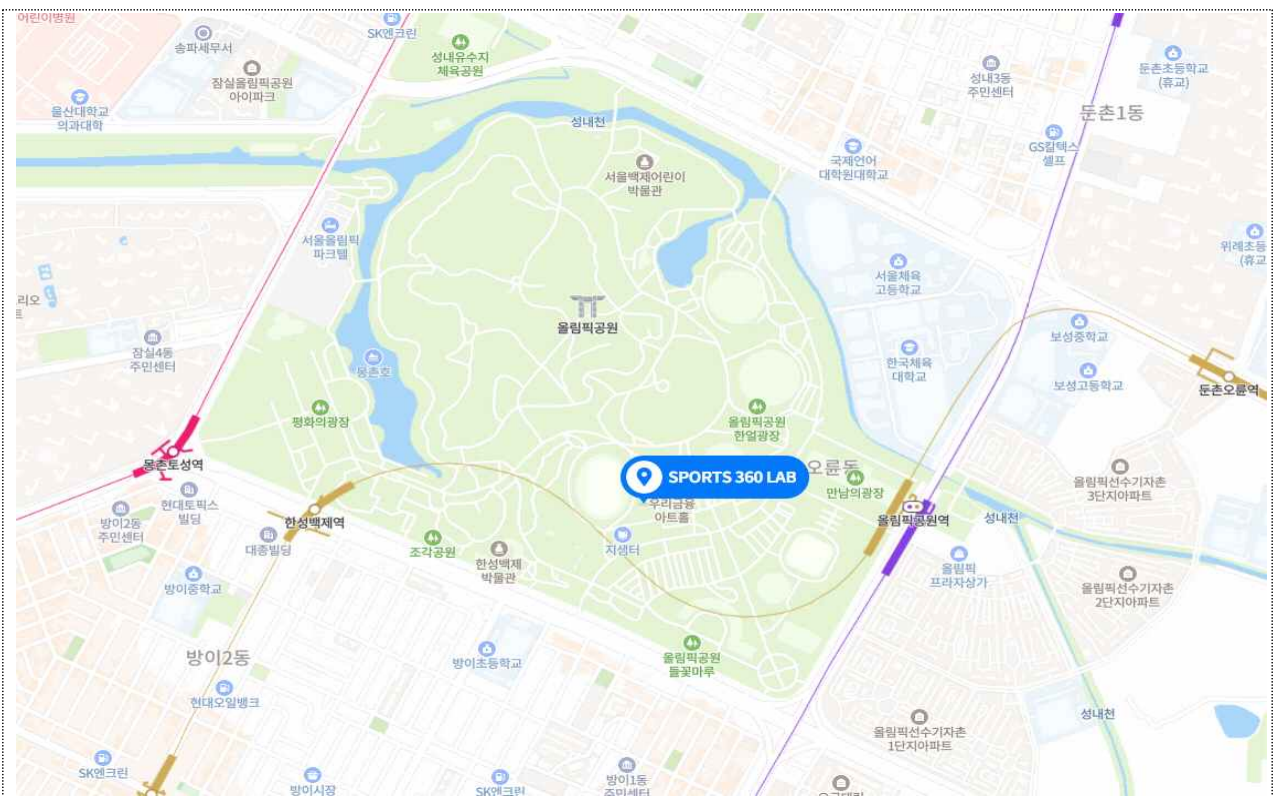 어린이병원
SK엔크린
송파세무서
성내유수지
체육공원
잠실올림픽공원
아이파크
성내3동
주민센터
둔촌초등학교
(휴교)
울산대학교
의과대학
성내천
둔촌1동
GS칼텍스
셀프
국제언어
대학원대학교
서울백제어린이
박물관
서울올림픽
파크텔
위례초등
(휴교
서울체육
고등학교
리오
트
올림픽공원
보성중학교
잠실4동
주민센터
몽촌호
한국체육
대학교
보성고등학교
둔촌오륜역
평화의광장
올림픽공원
한얼광장
몽촌토성역
SPORTS 360 LAB
오륜동
만남의광장
올림픽선수기자촌
3단지아파트
현대토픽스
빌딩
방이2동
주민센터
한성백제역
우리금융
아트홀
올림픽공원역
성내천
대종빌딩
조각공원
한성백제
박물관
지샘터
올림픽
프라자상가
방이중학교
올림픽선수기자촌
2단지아파트
방이2동
방이초등학교
올림픽공원
들꽃마루
현대오일뱅크
성내천
올림픽선수기자촌
1단지아파트
SK엔크린
방이시장
SK엔크린
방이1동
주민센터